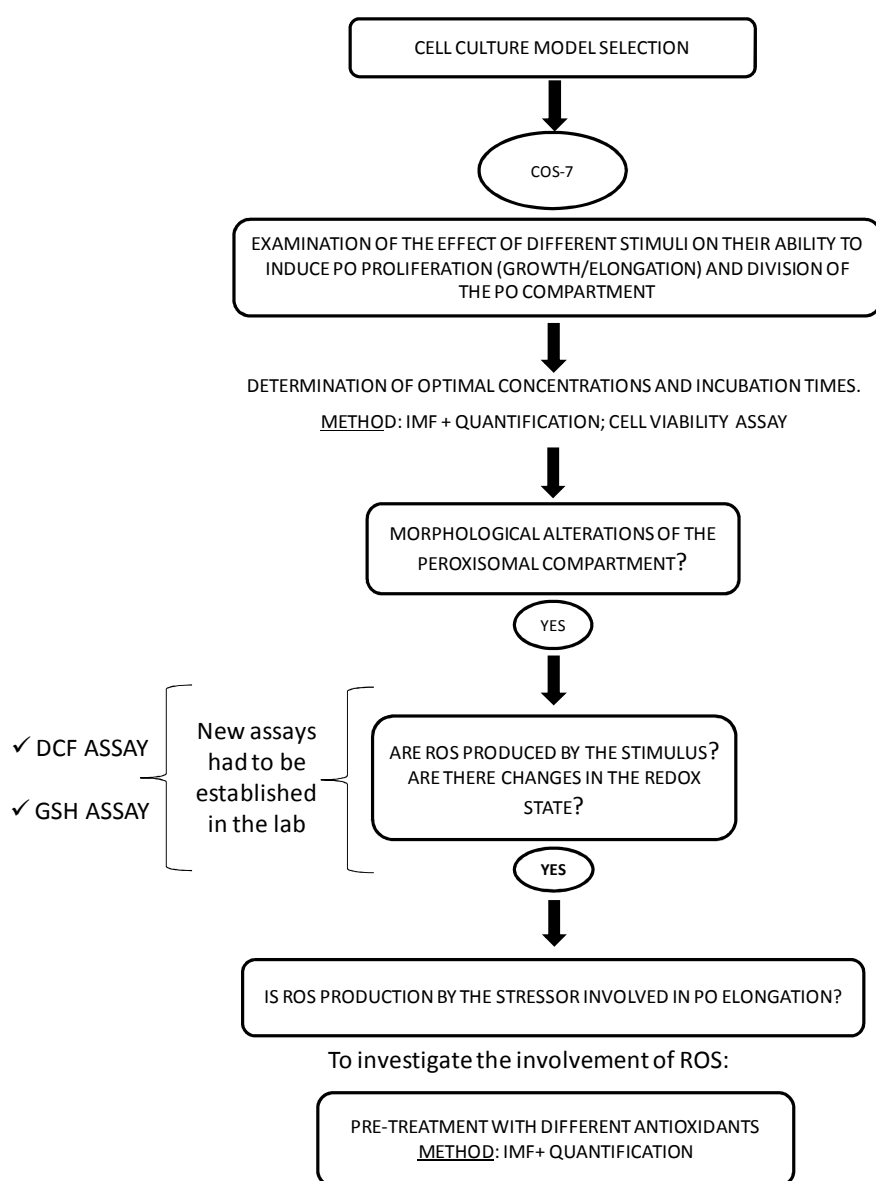 CELL CULTURE MODEL SELECTION
COS-7
EXAMINATION OF THE EFFECT OF DIFFERENT STIMULI ON THEIR ABILITY TO
INDUCE PO PROLIFERATION (GROWTH/ELONGATION) AND DIVISION OF
THE PO COMPARTMENT
DETERMINATION OF OPTIMAL CONCENTRATIONS AND INCUBATION TIMES.
METHOD: IMF + QUANTIFICATION; CELL VIABILITY ASSAY
MORPHOLOGICAL ALTERATIONS OF THE
PEROXISOMAL COMPARTMENT?
YES
✓ DCF ASSAY
✓ GSH ASSAY
New assays
had to be
established
in the lab
ARE ROS PRODUCED BY THE STIMULUS?
ARE THERE CHANGES IN THE REDOX
STATE?
YES
IS ROS PRODUCTION BY THE STRESSOR INVOLVED IN PO ELONGATION?
To investigate the involvement of ROS:
PRE-TREATMENT WITH DIFFERENT ANTIOXIDANTS
METHOD: IMF+ QUANTIFICATION